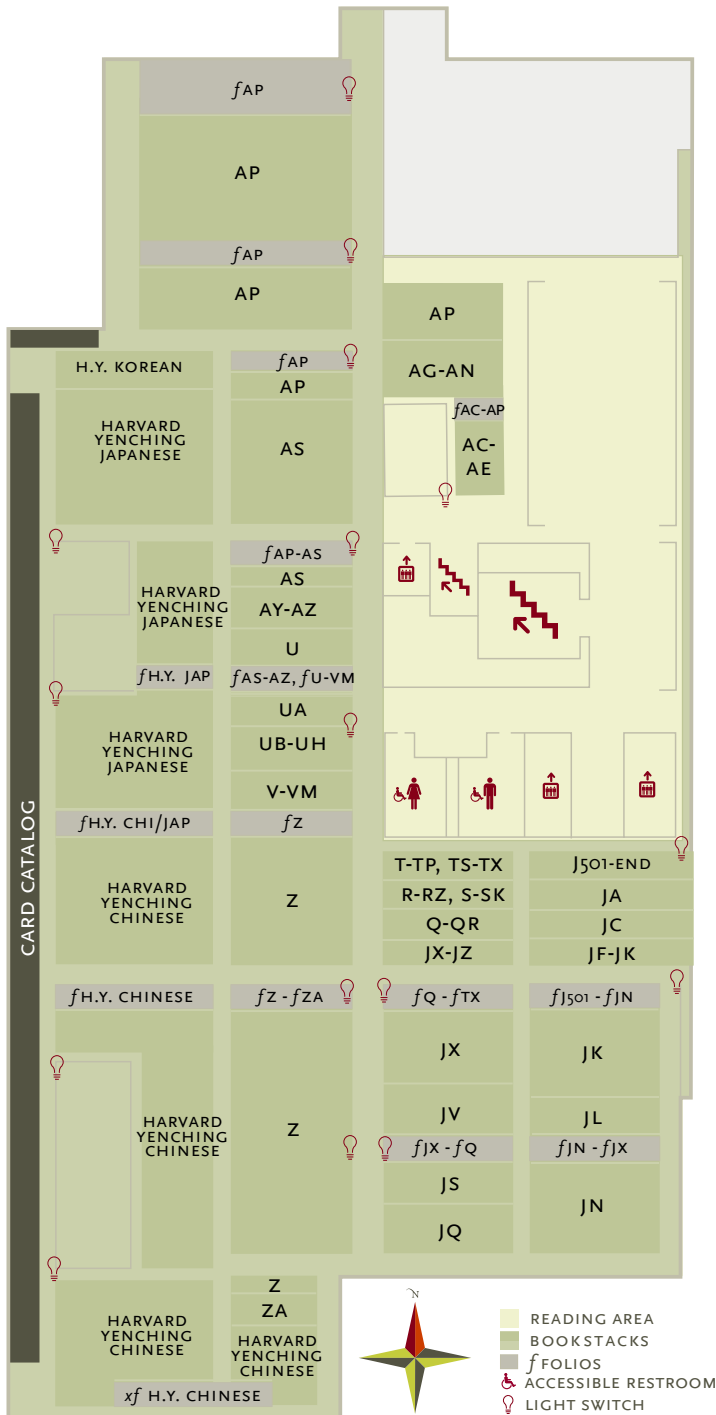 fAP
AP
fAP
AP
AP
AG-AN
fAC-AP
AC-
AE
H.Y. KOREAN
HARVARD
YENCHING
JAPANESE
fAP
AP
AS
HARVARD
YENCHING
JAPANESE
fH.Y. JAP
fAP-AS
AS
AY-AZ
U
fAS-AZ, fU-VM
HARVARD
YENCHING
JAPANESE
UA
UB-UH
V-VM
fH.Y. CHI/JAP
fZ
CARD CATALOG
HARVARD
YENCHING
CHINESE
Z
T-TP, TS-TX
R-RZ, S-SK
Q-QR
JX-JZ
J501-END
JA
JC
JF-JK
fH.Y. CHINESE
fZ - fZA
fQ - fTX
fJ501 - fJN
HARVARD
YENCHING
CHINESE
Z
JX
JV
fJX - fQ
JS
JQ
JK
JL
fJN - fJX
JN
HARVARD
YENCHING
CHINESE
Z
ZA
HARVARD
YENCHING
CHINESE
xf H.Y. CHINESE
N
READING AREA
BOOKSTACKS
f FOLIOS
ACCESSIBLE RESTROOM
LIGHT SWITCH